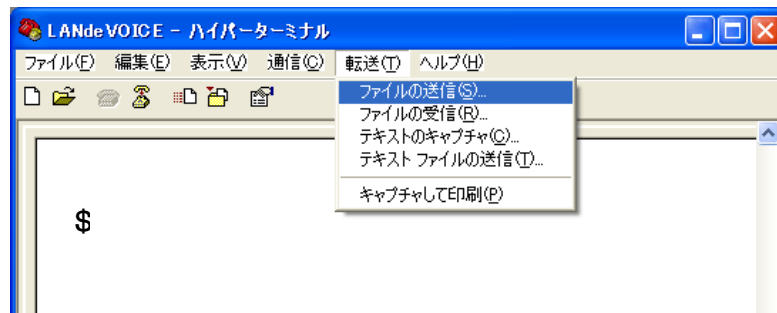 LANdeVOICE - ハイパーターミナル
ファイル(F) 編集(E) 表示(V) 通信(C) 転送(T) ヘルプ(H)
ファイルの送信(S)...
ファイルの受信(R)...
テキストのキャプチャ(C)...
テキスト ファイルの送信(T)...
キャプチャして印刷(P)
$